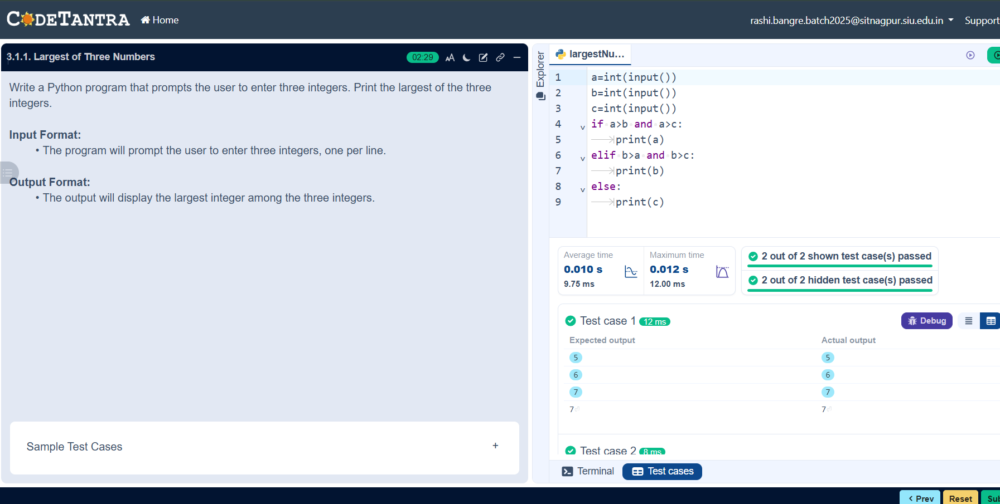 CODETANTRA Home
rashi.bangre.batch2025@sitnagpur.siu.edu.in Support
3.1.1. Largest of Three Numbers
02:29 AA
Write a Python program that prompts the user to enter three integers. Print the largest of the three
integers.
Input Format:
• The program will prompt the user to enter three integers, one per line.
Output Format:
• The output will display the largest integer among the three integers.
Sample Test Cases +
Explorer
largestNu...
1 a=int(input())
2 b=int(input())
3 c=int(input())
4 if a>b and a>c:
5 print(a)
6 elif b>a and b>c:
7 print(b)
8 else:
9 print(c)
Average time
0.010 s
9.75 ms
Maximum time
0.012 s
12.00 ms
2 out of 2 shown test case(s) passed
2 out of 2 hidden test case(s) passed
Test case 1 12 ms
Debug
Expected output Actual output
5 5
6 6
7 7
7 7
Test case 2 8 ms
Terminal Test cases
< Prev Reset Sub